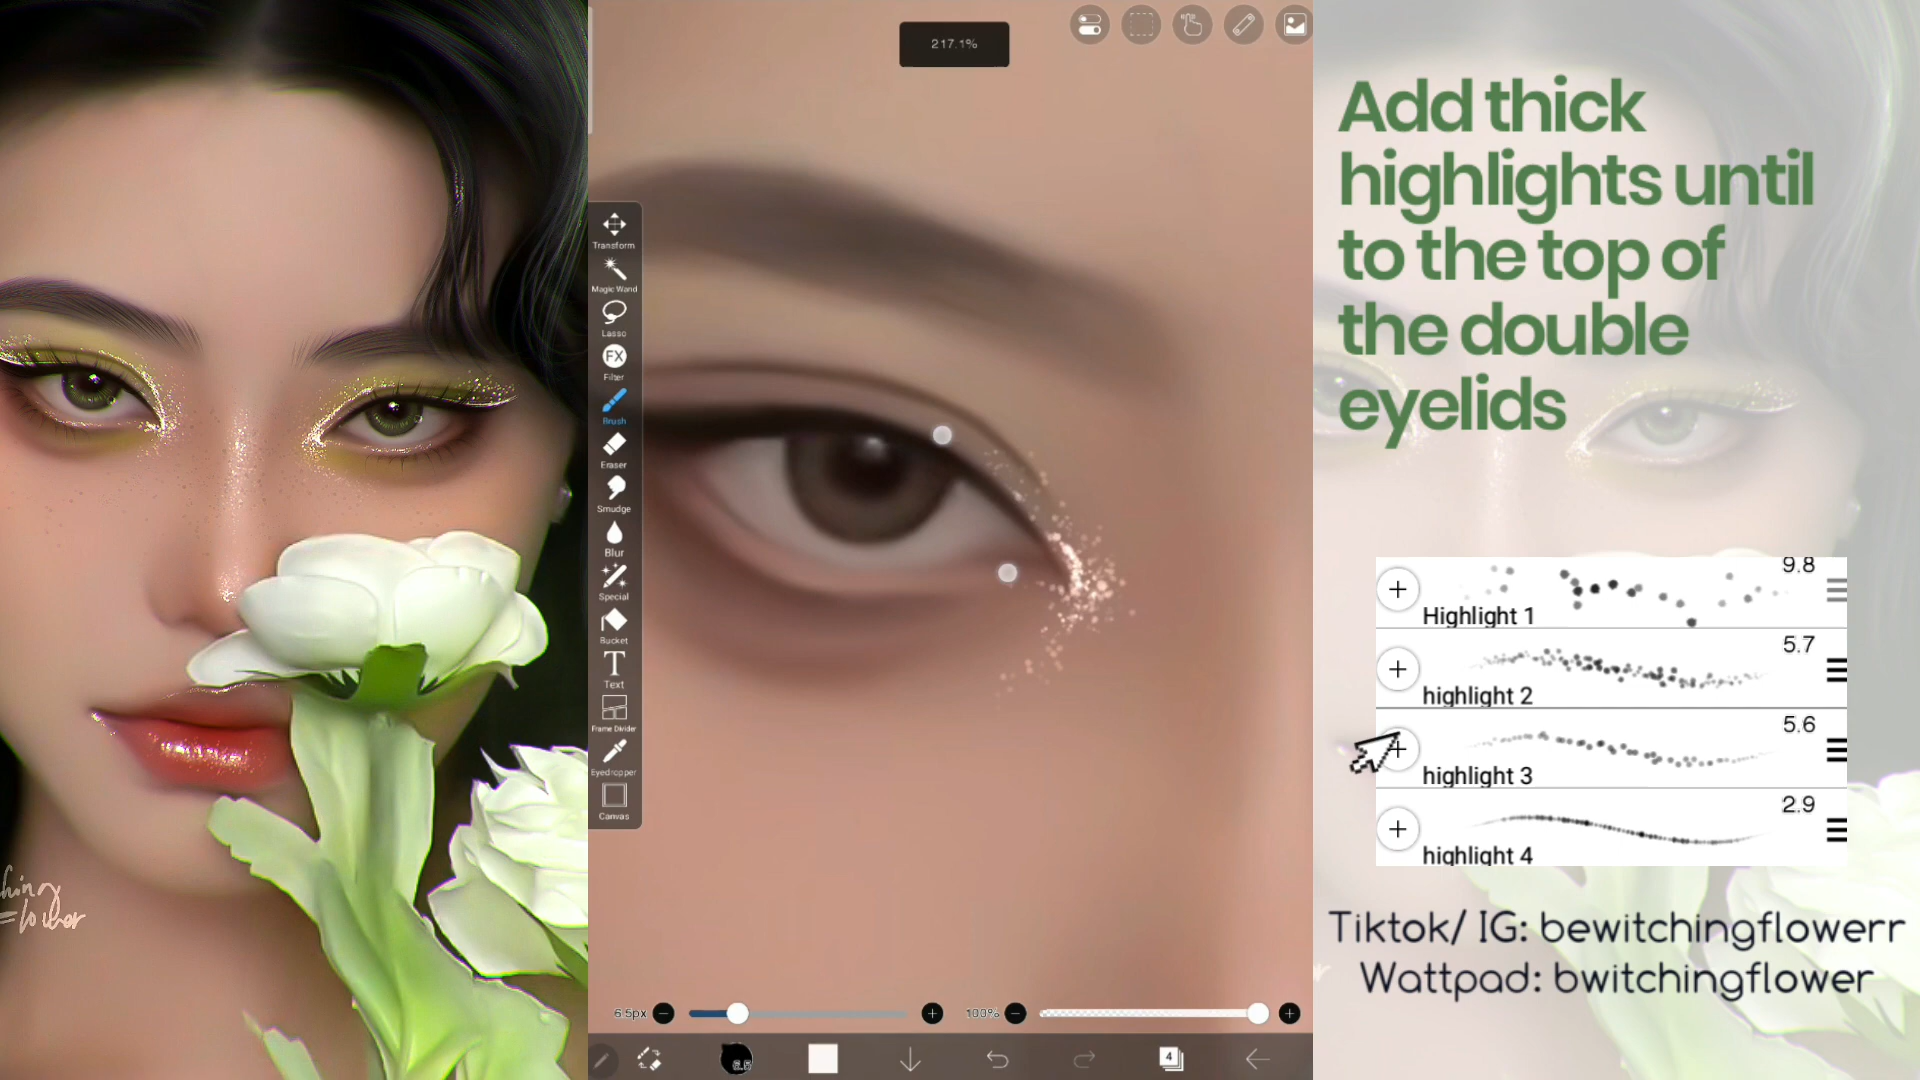 217.1%
Transform
Magic Wand
Lasso
FX
Filter
Brush
Eraser
Smudge
Blur
Special
Bucket
T
Text
Frame Divider
Eyedropper
Canvas
6.5px
100%
4
Add thick
highlights until
to the top of
the double
eyelids
9.8
Highlight 1
5.7
highlight 2
5.6
highlight 3
2.9
highlight 4
Tiktok/ IG: bewitchingflowerr
Wattpad: bwitchingflower